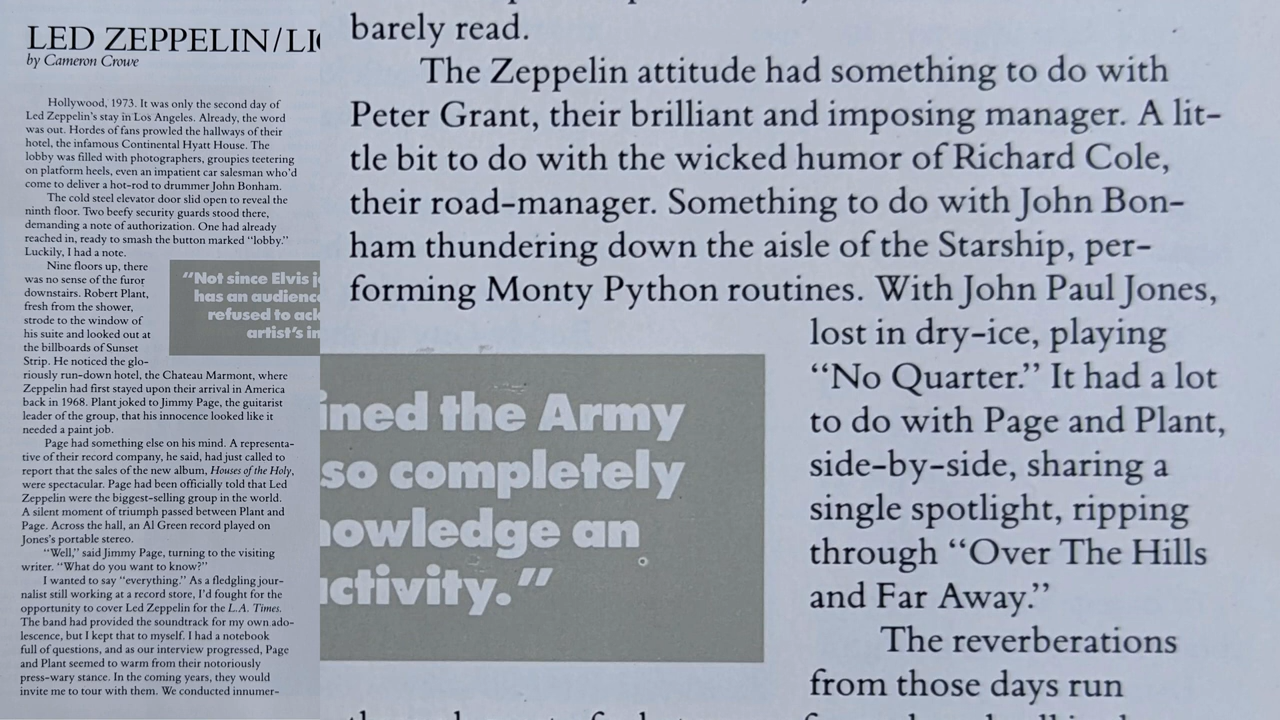 LED ZEPPELIN/LI
by Cameron Crowe
Hollywood, 1973. It was only the second day of
Led Zeppelin's stay in Los Angeles. Already, the word
was out. Hordes of fans prowled the hallways of their
hotel, the infamous Continental Hyatt House. The
lobby was filled with photographers, groupies teetering
on platform heels, even an impatient car salesman who'd
come to deliver a hot-rod to drummer John Bonham.
The cold steel elevator door slid open to reveal the
ninth floor. Two beefy security guards stood there,
demanding a note of authorization. One had already
reached in, ready to smash the button marked "lobby."
Luckily, I had a note.
Nine floors up, there
was no sense of the furor
downstairs. Robert Plant,
fresh from the shower,
strode to the window of
his suite and looked out at
the billboards of Sunset
Strip. He noticed the glo-
riously run-down hotel, the Chateau Marmont, where
Zeppelin had first stayed upon their arrival in America
back in 1968. Plant joked to Jimmy Page, the guitarist
leader of the group, that his innocence looked like it
needed a paint job.
Page had something else on his mind. A representa-
tive of their record company, he said, had just called to
report that the sales of the new album, Houses of the Holy,
were spectacular. Page had been officially told that Led
Zeppelin were the biggest-selling group in the world.
A silent moment of triumph passed between Plant and
Page. Across the hall, an Al Green record played on
Jones's portable stereo.
"Well," said Jimmy Page, turning to the visiting
writer. "What do you want to know?"
I wanted to say "everything." As a fledgling jour-
nalist still working at a record store, I'd fought for the
opportunity to cover Led Zeppelin for the L.A. Times.
The band had provided the soundtrack for my own ado-
lescence, but I kept that to myself. I had a notebook
full of questions, and as our interview progressed, Page
and Plant seemed to warm from their notoriously
press-wary stance. In the coming years, they would
invite me to tour with them. We conducted innumer-
"Not since Elvis j
has an audience
refused to ack
artist's in
barely read.
The Zeppelin attitude had something to do with
Peter Grant, their brilliant and imposing manager. A lit-
tle bit to do with the wicked humor of Richard Cole,
their road-manager. Something to do with John Bon-
ham thundering down the aisle of the Starship, per-
forming Monty Python routines. With John Paul Jones,
lost in dry-ice, playing
"No Quarter." It had a lot
to do with Page and Plant,
side-by-side, sharing a
single spotlight, ripping
through "Over The Hills
and Far Away."
The reverberations
from those days run
ined the Army
so completely
nowledge an
activity."